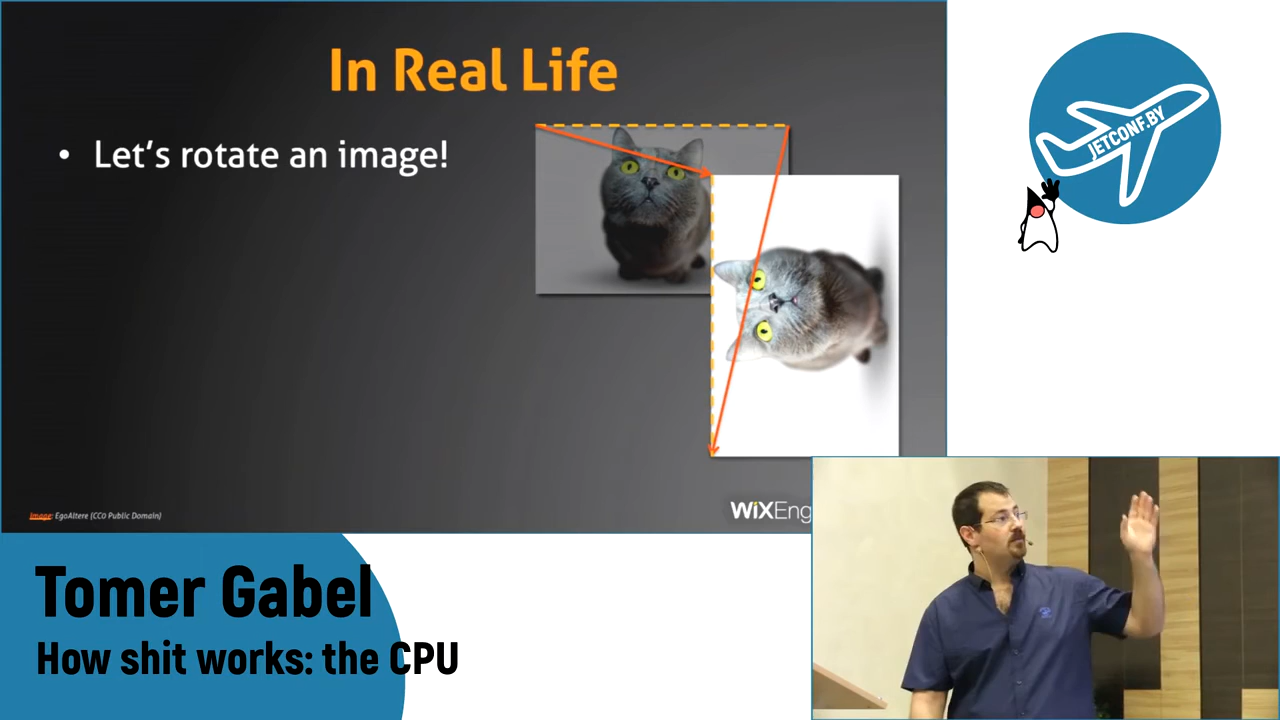 In Real Life
• Let's rotate an image!
JETCONF.BY
Image: EgoAltere (CC0 Public Domain)
WiXEng
Tomer Gabel
How shit works: the CPU